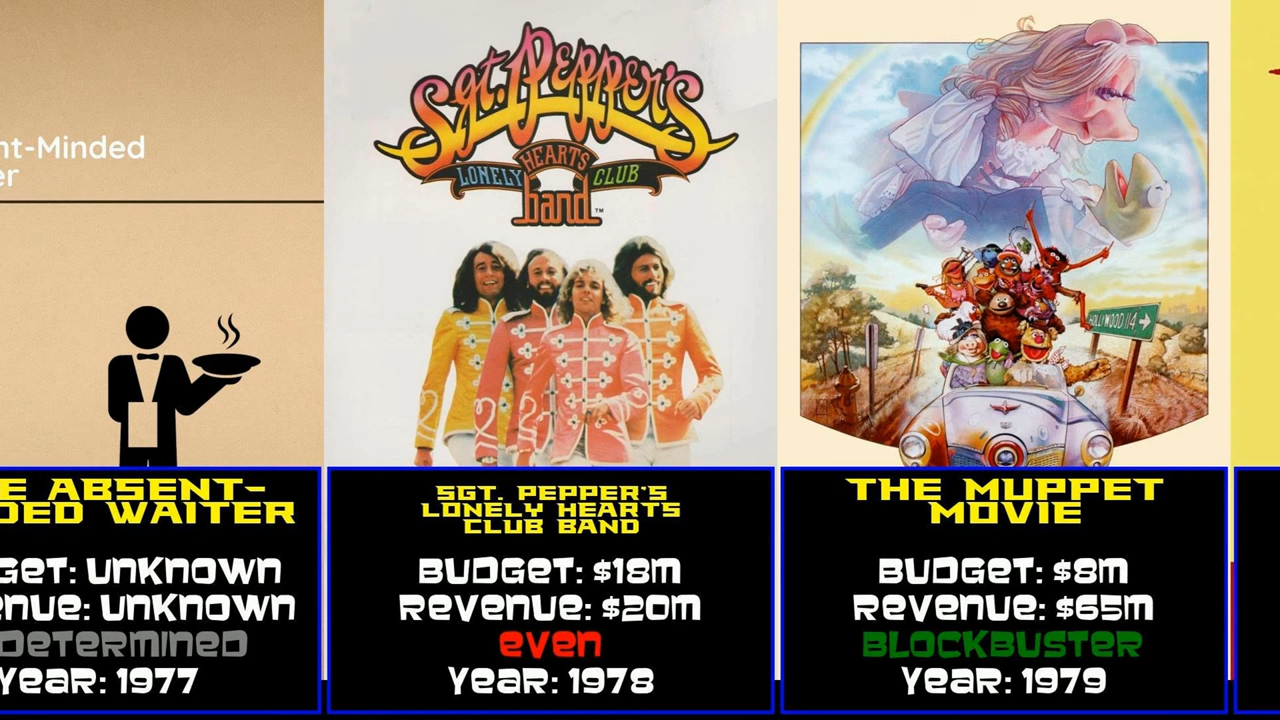 nt-Minded
er
E ABSENT-
DED WAITER
GET: UNKNOWN
ENUE: UNKNOWN
DETERMINED
YEAR: 1977
Sgt. Pepper's
LONELY HEARTS CLUB
band™
SGT. PEPPER'S
LONELY HEARTS
CLUB BAND
BUDGET: $18M
REVENUE: $20M
EVEN
YEAR: 1978
HOLLYWOOD 114
THE MUPPET
MOVIE
BUDGET: $8M
REVENUE: $65M
BLOCKBUSTER
YEAR: 1979